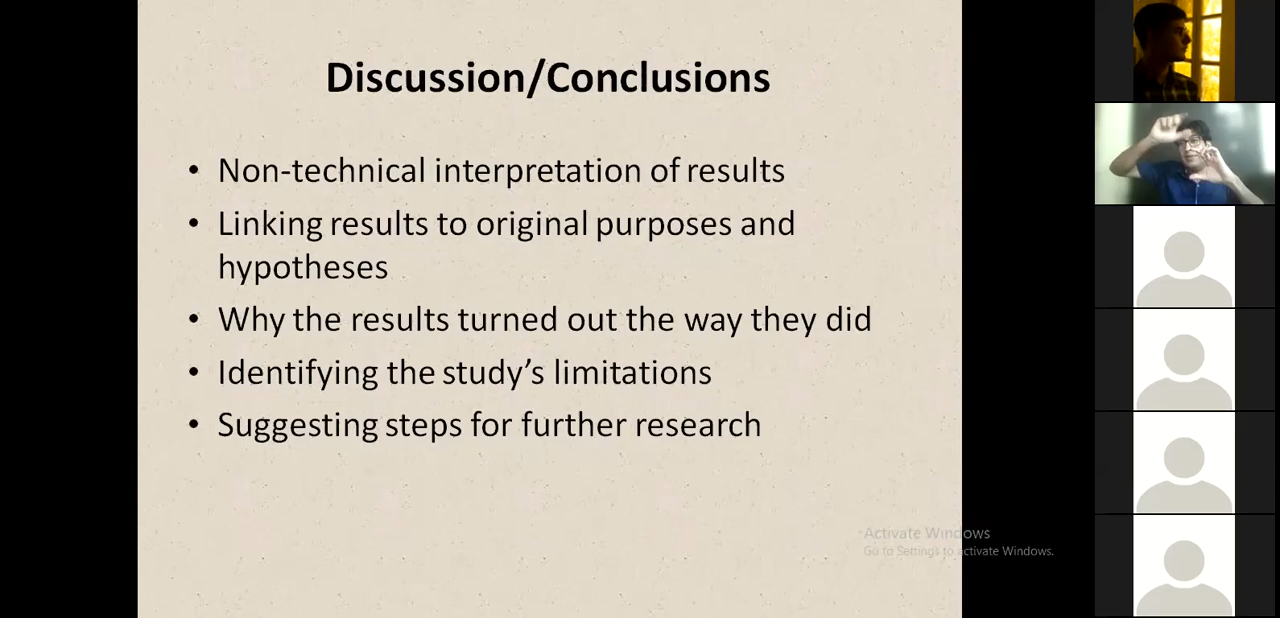 Discussion/Conclusions
• Non-technical interpretation of results
• Linking results to original purposes and
hypotheses
• Why the results turned out the way they did
• Identifying the study's limitations
• Suggesting steps for further research
Activate Windows
Go to Settings to activate Windows.